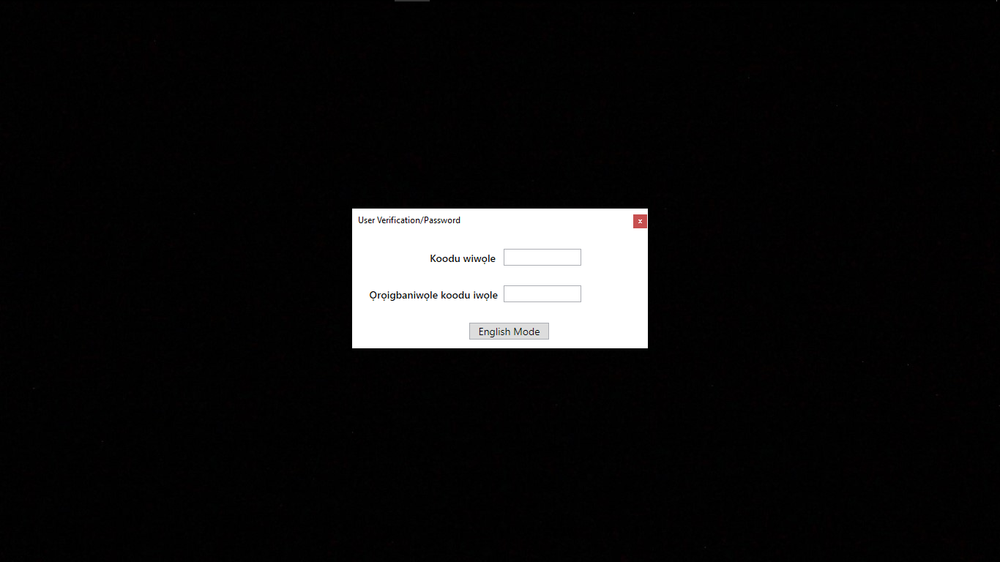 User Verification/Password
x
Koodu wiwọle
Ọrọigbaniwọle koodu iwọle
English Mode